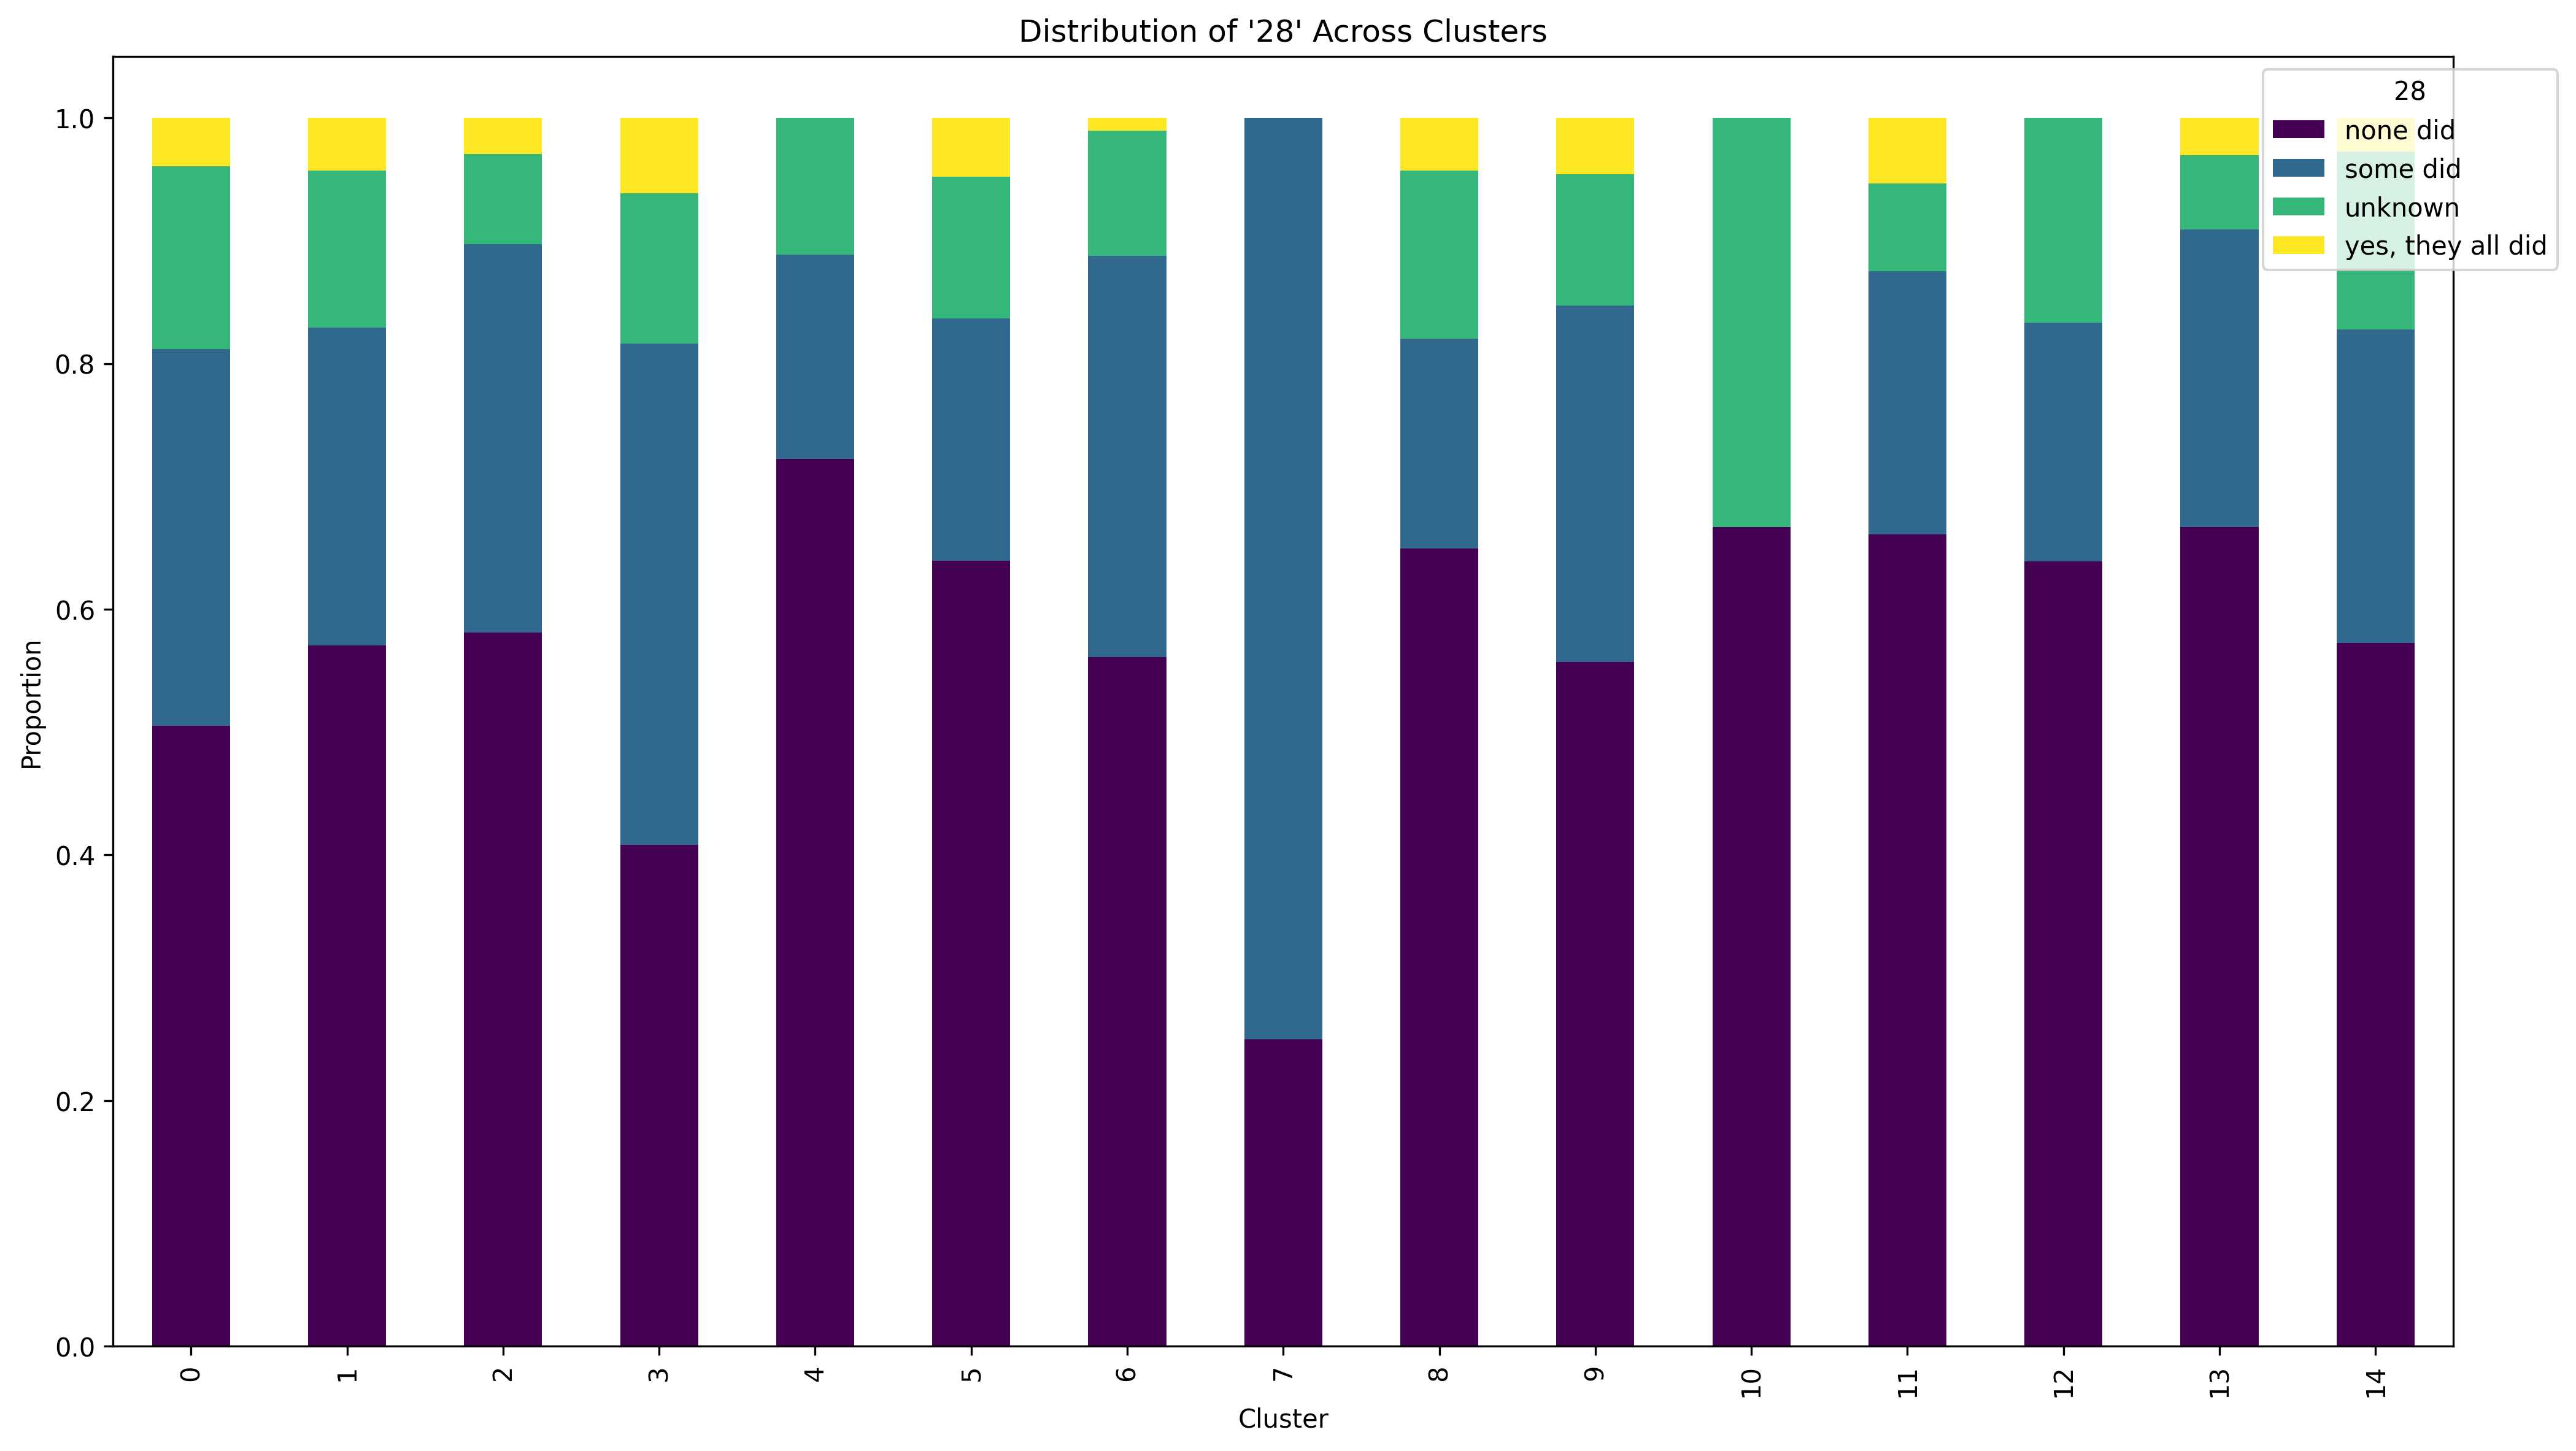 Distribution of '28' Across Clusters
28
none did
some did
unknown
yes, they all did
1.0
0.8
0.6
0.4
0.2
0.0
Proportion
0 1 2 3 4 5 6 7 8 9 10 11 12 13 14
Cluster